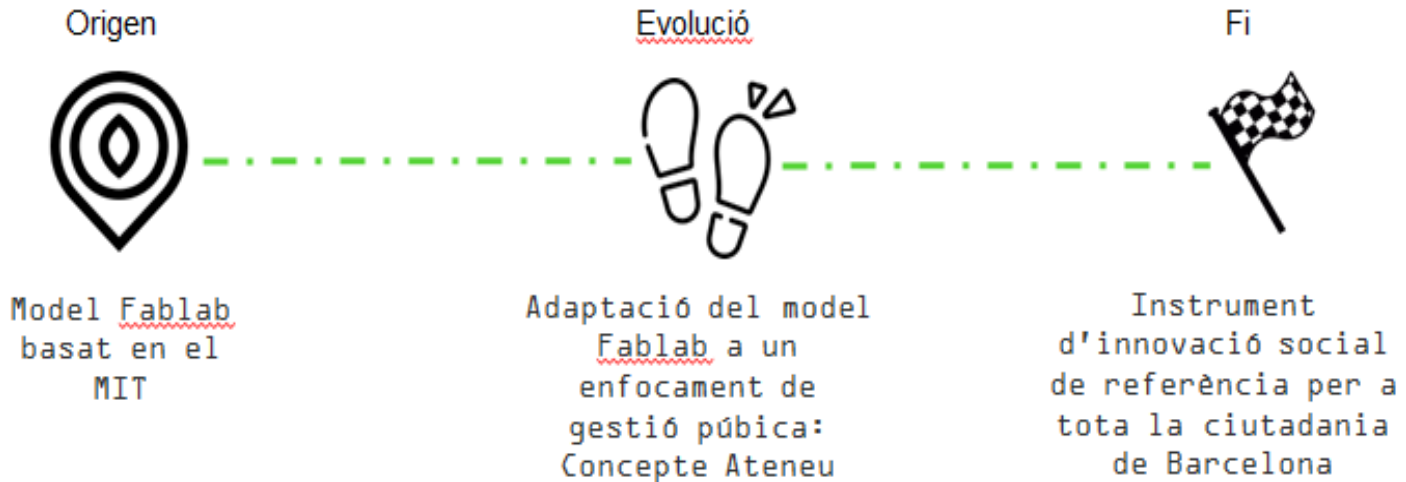 Origen
Evolució
Fi
Model Fablab
basat en el
MIT
Adaptació del model
Fablab a un
enfocament de
gestió púbica:
Concepte Ateneu
Instrument
d'innovació social
de referència per a
tota la ciutadania
de Barcelona